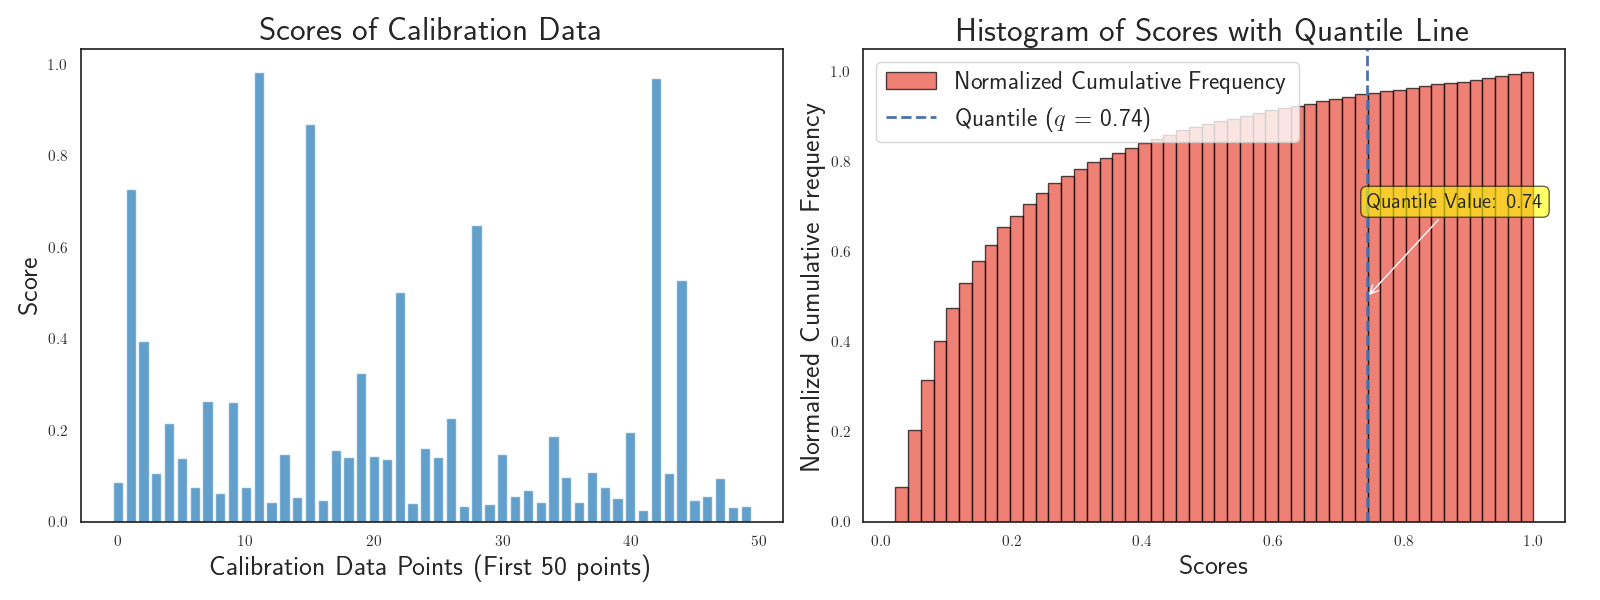 Scores of Calibration Data
1.0
0.8
0.6
0.4
0.2
0.0
Score
0 10 20 30 40 50
Calibration Data Points (First 50 points)
Histogram of Scores with Quantile Line
Normalized Cumulative Frequency
Quantile (q = 0.74)
Quantile Value: 0.74
1.0
0.8
0.6
0.4
0.2
0.0
Normalized Cumulative Frequency
0.0 0.2 0.4 0.6 0.8 1.0
Scores